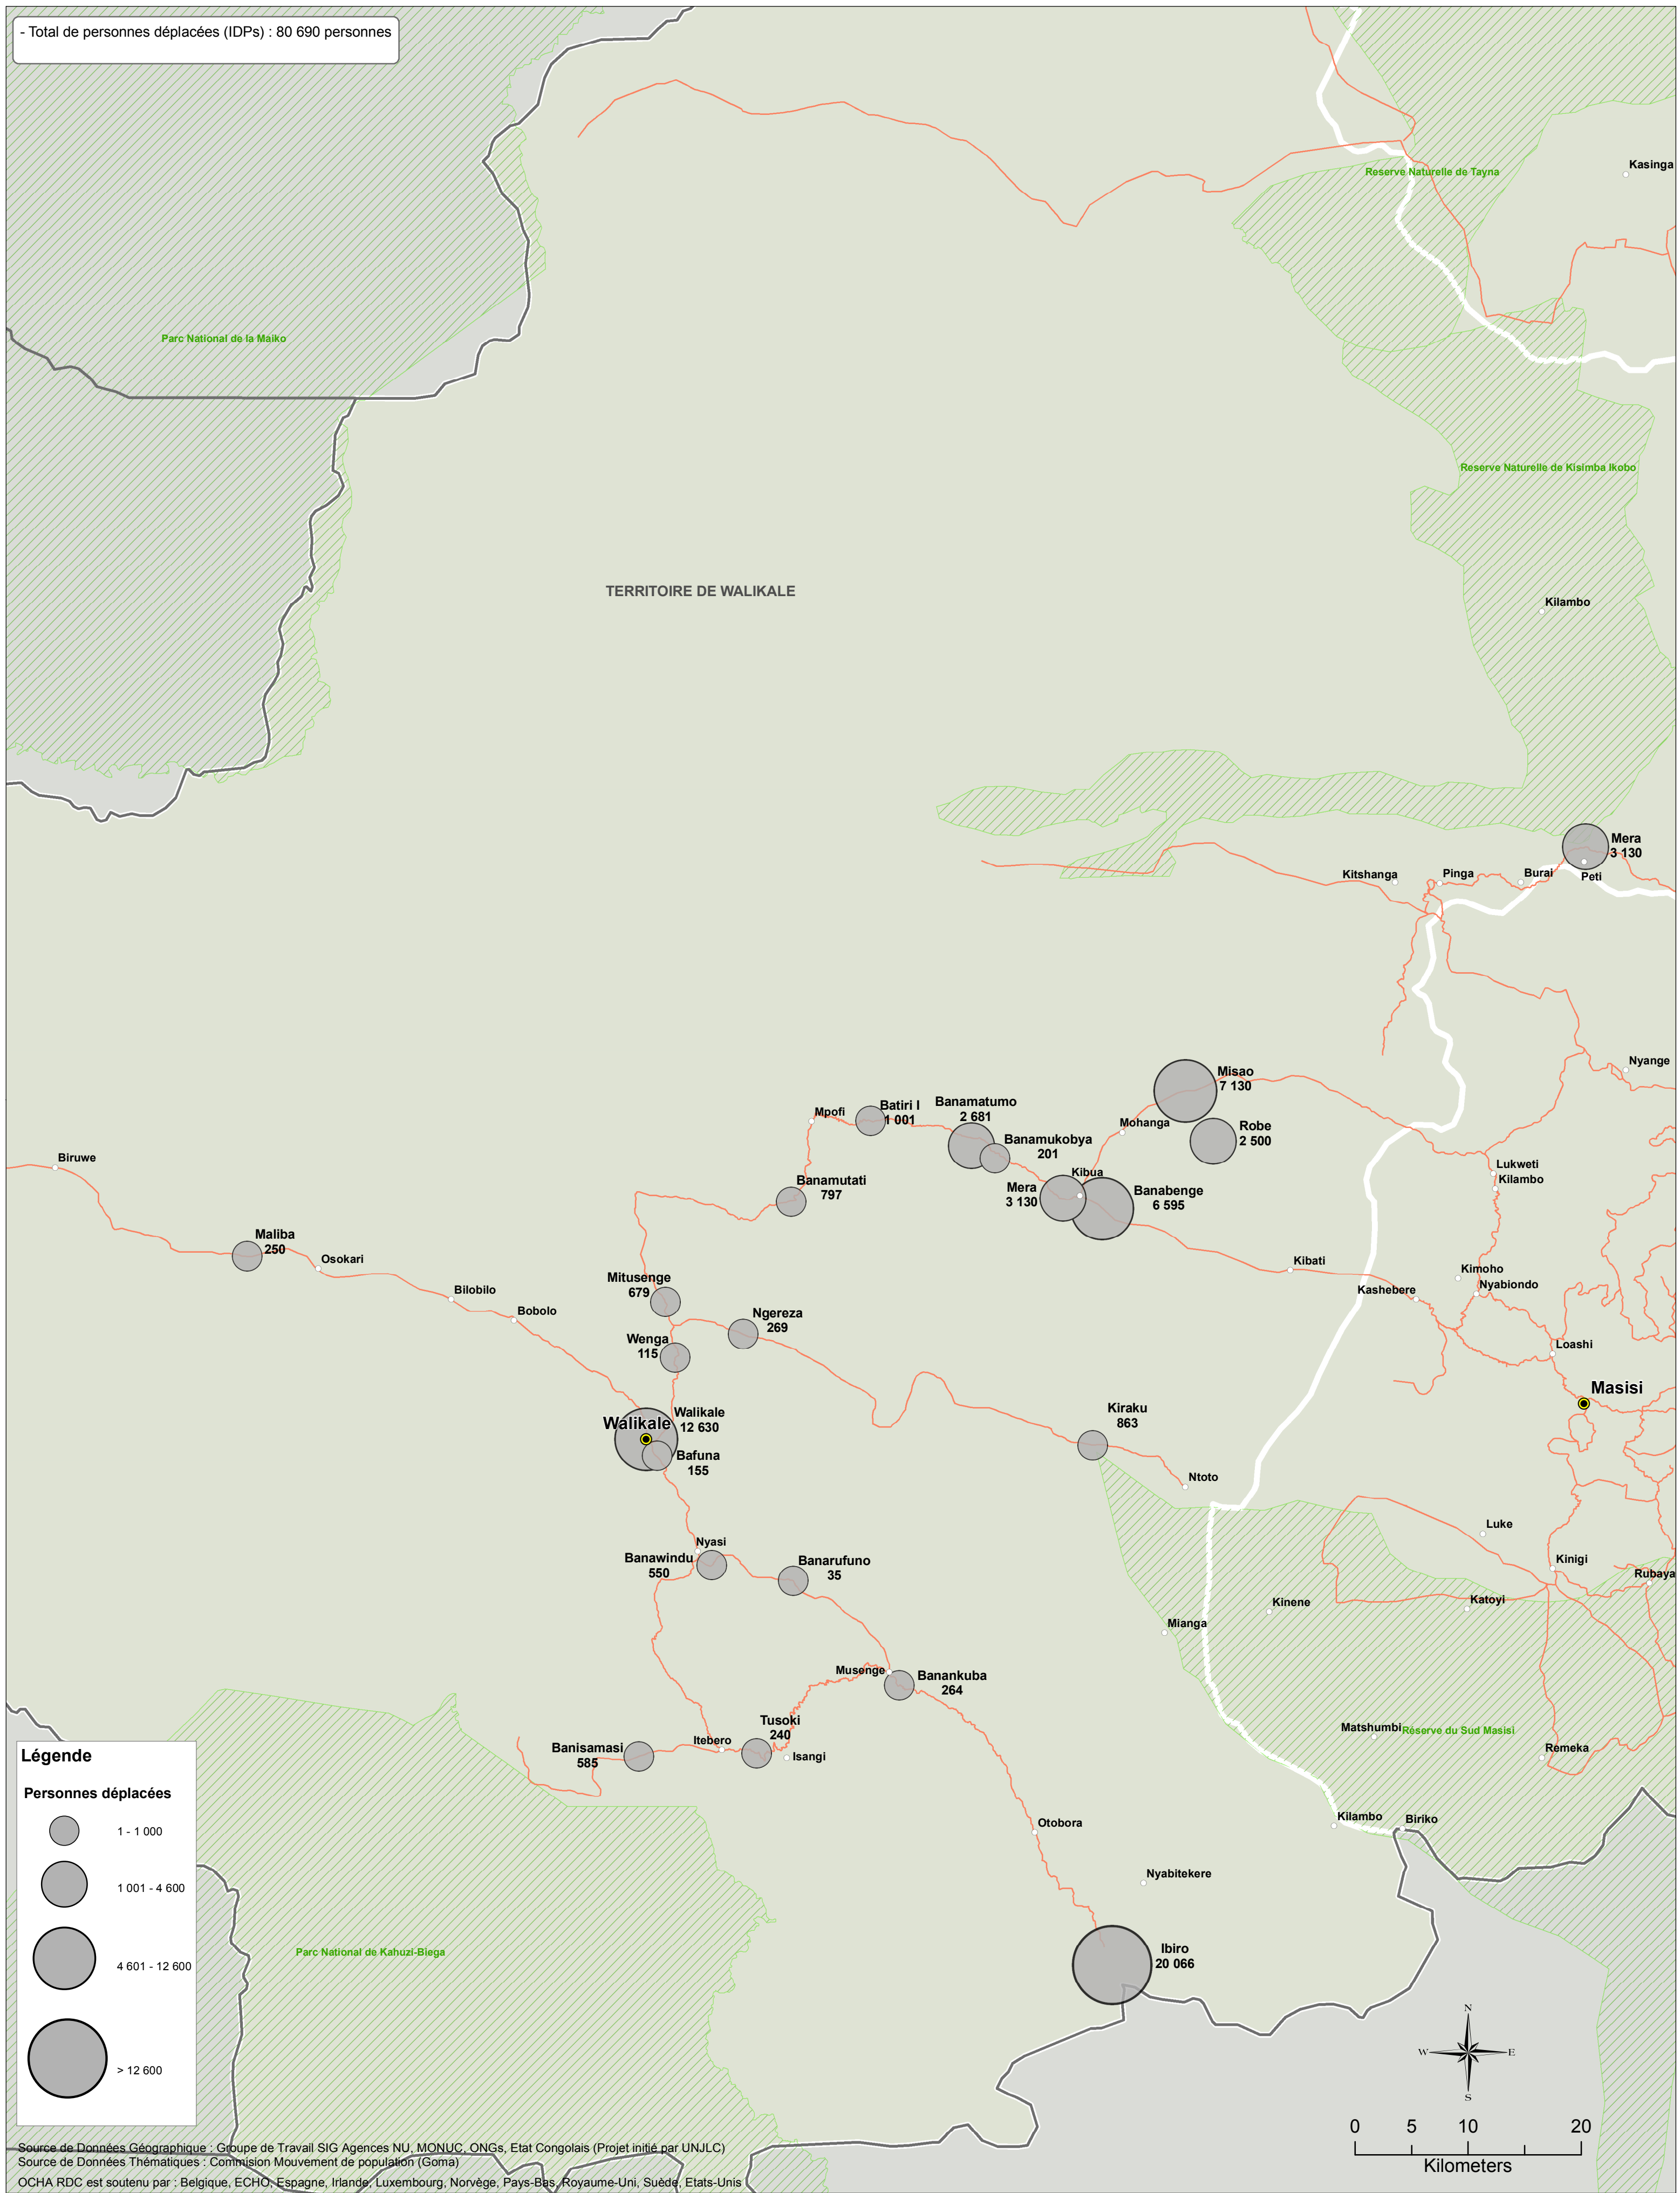 - Total de personnes déplacées (IDPs) : 80 690 personnes
Kasinga
Reserve Naturelle de Tayna
Parc National de la Maiko
Reserve Naturelle de Kisimba Ikobo
TERRITOIRE DE WALIKALE
Kilambo
Mera
3 130
Kitshanga
Pinga
Burai
Peti
Nyange
Misao
7 130
Batiri I
1 001
Banamatumo
2 681
Mpofi
Mohanga
Robe
2 500
Banamukobya
201
Biruwe
Lukweti
Kilambo
Kibua
Banamutati
797
Mera
3 130
Banabenge
6 595
Maliba
250
Osokari
Kibati
Kimoho
Nyabiondo
Kashebere
Mitusenge
679
Bilobilo
Bobolo
Ngereza
269
Wenga
115
Loashi
Masisi
Walikale
Walikale
12 630
Bafuna
155
Kiraku
863
Ntoto
Luke
Nyasi
Banawindu
550
Banarufuno
35
Kinigi
Rubaya
Katoyi
Kinene
Mianga
Musenge
Banankuba
264
Tusoki
240
Matshumbi
Réserve du Sud Masisi
Itebero
Banisamasi
585
Isangi
Remeka
Légende
Personnes déplacées
1 - 1 000
1 001 - 4 600
4 601 - 12 600
> 12 600
Kilambo
Biriko
Otobora
Nyabitekere
Parc National de Kahuzi-Biega
Ibiro
20 066
N
W
E
S
0 5 10 20
Kilometers
Source de Données Géographique : Groupe de Travail SIG Agences NU, MONUC, ONGs, Etat Congolais (Projet initié par UNJLC)
Source de Données Thématiques : Commision Mouvement de population (Goma)
OCHA RDC est soutenu par : Belgique, ECHO, Espagne, Irlande, Luxembourg, Norvège, Pays-Bas, Royaume-Uni, Suède, Etats-Unis